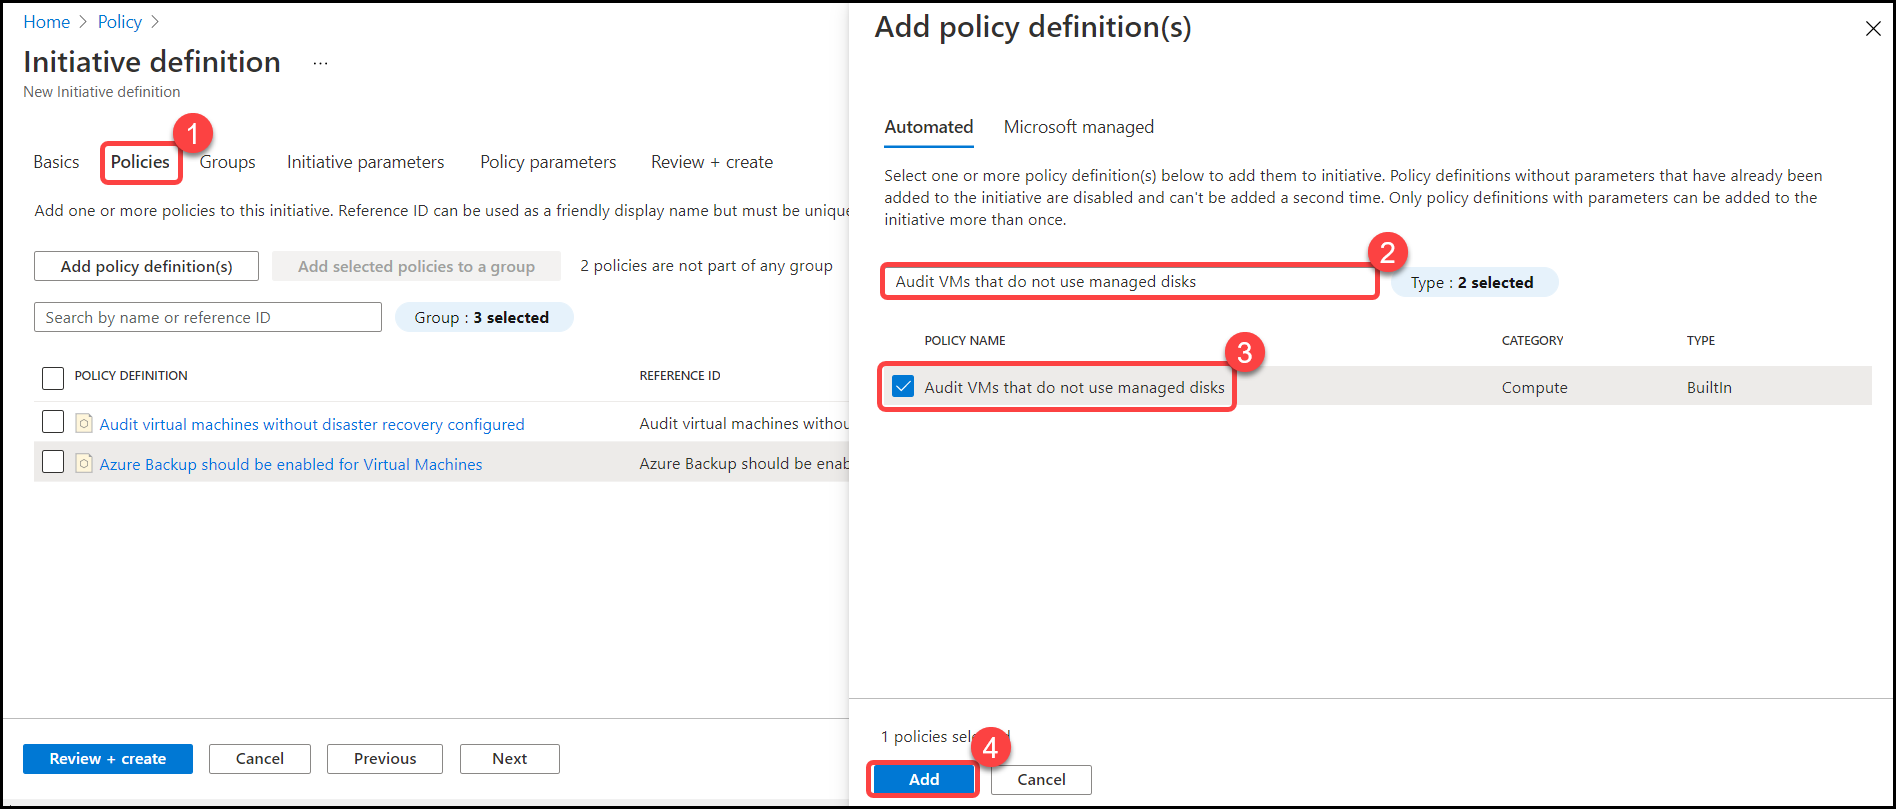 Home > Policy >
Initiative definition ...
New Initiative definition
1
Basics Policies Groups Initiative parameters Policy parameters Review + create
Add one or more policies to this initiative. Reference ID can be used as a friendly display name but must be unique
Add policy definition(s) Add selected policies to a group 2 policies are not part of any group
Search by name or reference ID Group : 3 selected
POLICY DEFINITION REFERENCE ID
Audit virtual machines without disaster recovery configured Audit virtual machines
Azure Backup should be enabled for Virtual Machines Azure Backup should be
Review + create Cancel Previous Next
Add policy definition(s)
Automated Microsoft managed
Select one or more policy definition(s) below to add them to initiative. Policy definitions without parameters that have already been
added to the initiative are disabled and can't be added a second time. Only policy definitions with parameters can be added to the
initiative more than once.
2
Audit VMs that do not use managed disks Type : 2 selected
POLICY NAME CATEGORY TYPE
3
Audit VMs that do not use managed disks Compute BuiltIn
1 policies
4
Add Cancel